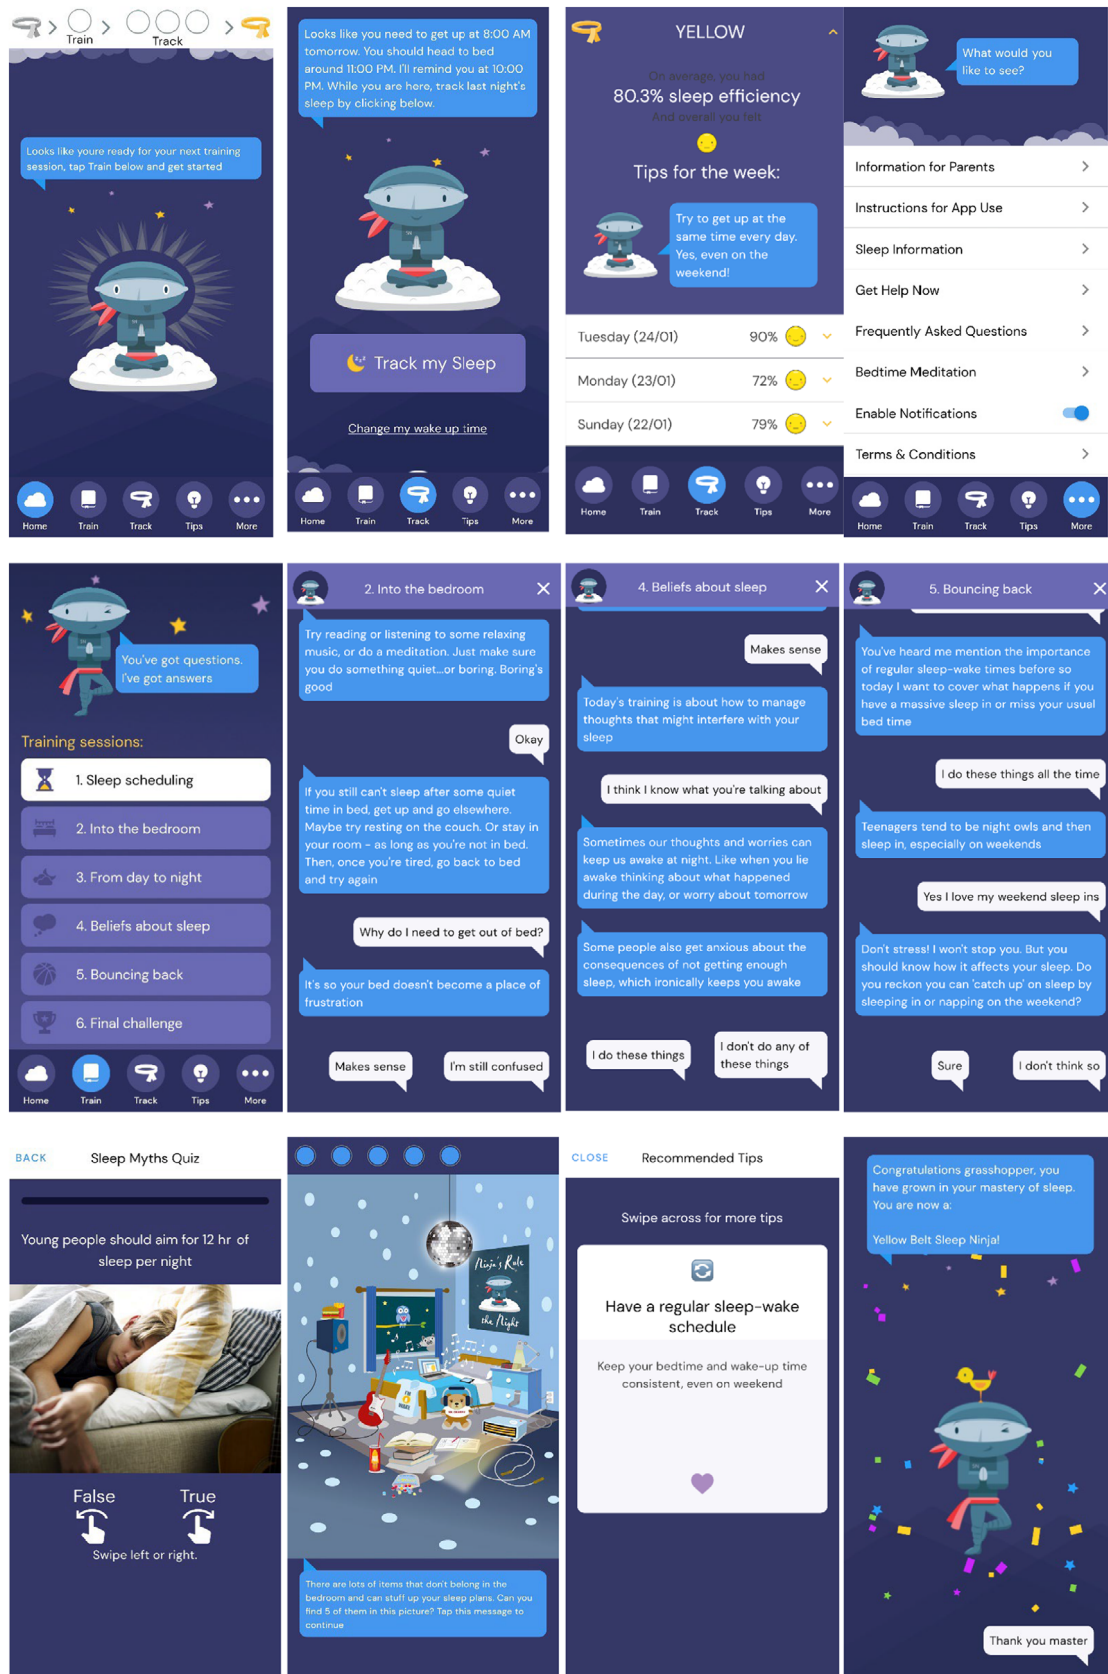 Train
Track
Looks like youre ready for your next training
session, tap Train below and get started
Home
Train
Track
Tips
More
Looks like you need to get up at 8:00 AM
tomorrow. You should head to bed
around 11:00 PM. I'll remind you at 10:00
PM. While you are here, track last night's
sleep by clicking below.
Track my Sleep
Change my wake up time
Home
Train
Track
Tips
More
YELLOW
On average, you had
80.3% sleep efficiency
And overall you felt
Tips for the week:
Try to get up at the
same time every day.
Yes, even on the
weekend!
Tuesday (24/01) 90%
Monday (23/01) 72%
Sunday (22/01) 79%
Home
Train
Track
Tips
More
What would you
like to see?
Information for Parents
Instructions for App Use
Sleep Information
Get Help Now
Frequently Asked Questions
Bedtime Meditation
Enable Notifications
Terms & Conditions
Home
Train
Track
Tips
More
You've got questions.
I've got answers
Training sessions:
1. Sleep scheduling
2. Into the bedroom
3. From day to night
4. Beliefs about sleep
5. Bouncing back
6. Final challenge
Home
Train
Track
Tips
More
2. Into the bedroom
Try reading or listening to some relaxing
music, or do a meditation. Just make sure
you do something quiet...or boring. Boring's
good
Okay
If you still can't sleep after some quiet
time in bed, get up and go elsewhere.
Maybe try resting on the couch. Or stay in
your room - as long as you're not in bed.
Then, once you're tired, go back to bed
and try again
Why do I need to get out of bed?
It's so your bed doesn't become a place of
frustration
Makes sense
I'm still confused
4. Beliefs about sleep
Makes sense
Today's training is about how to manage
thoughts that might interfere with your
sleep
I think I know what you're talking about
Sometimes our thoughts and worries can
keep us awake at night. Like when you lie
awake thinking about what happened
during the day, or worry about tomorrow
Some people also get anxious about the
consequences of not getting enough
sleep, which ironically keeps you awake
I do these things
I don't do any of
these things
5. Bouncing back
You've heard me mention the importance
of regular sleep-wake times before so
today I want to cover what happens if you
have a massive sleep in or miss your usual
bed time
I do these things all the time
Teenagers tend to be night owls and then
sleep in, especially on weekends
Yes I love my weekend sleep ins
Don't stress! I won't stop you. But you
should know how it affects your sleep. Do
you reckon you can 'catch up' on sleep by
sleeping in or napping on the weekend?
Sure
I don't think so
BACK
Sleep Myths Quiz
Young people should aim for 12 hr of
sleep per night
False
True
Swipe left or right.
Ninja's Rule
the Night
There are lots of items that don't belong in the
bedroom and can stuff up your sleep plans. Can you
find 5 of them in this picture? Tap this message to
continue
CLOSE
Recommended Tips
Swipe across for more tips
Have a regular sleep-wake
schedule
Keep your bedtime and wake-up time
consistent, even on weekend
Congratulations grasshopper, you
have grown in your mastery of sleep.
You are now a:
Yellow Belt Sleep Ninja!
Thank you master